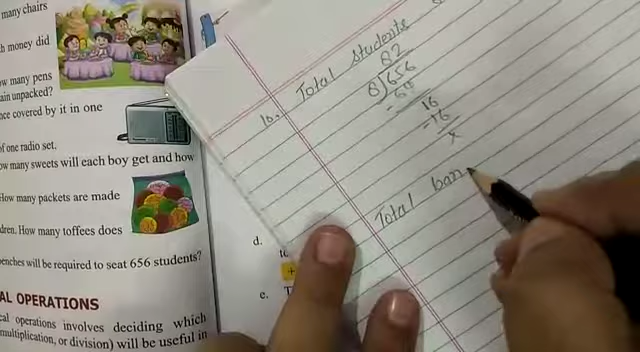 many chairs
h money did
ow many pens
ain unpacked?
nce covered by it in one
of one radio set.
ow many sweets will each boy get and how
How many packets are made
dren. How many toffees does
enches will be required to seat 656 students?
AL OPERATIONS
cal operations involves deciding which
multiplication, or division) will be useful in
d.
+
e. T
10. Total students
82
8)656
-64
16
-16
x
Total ban